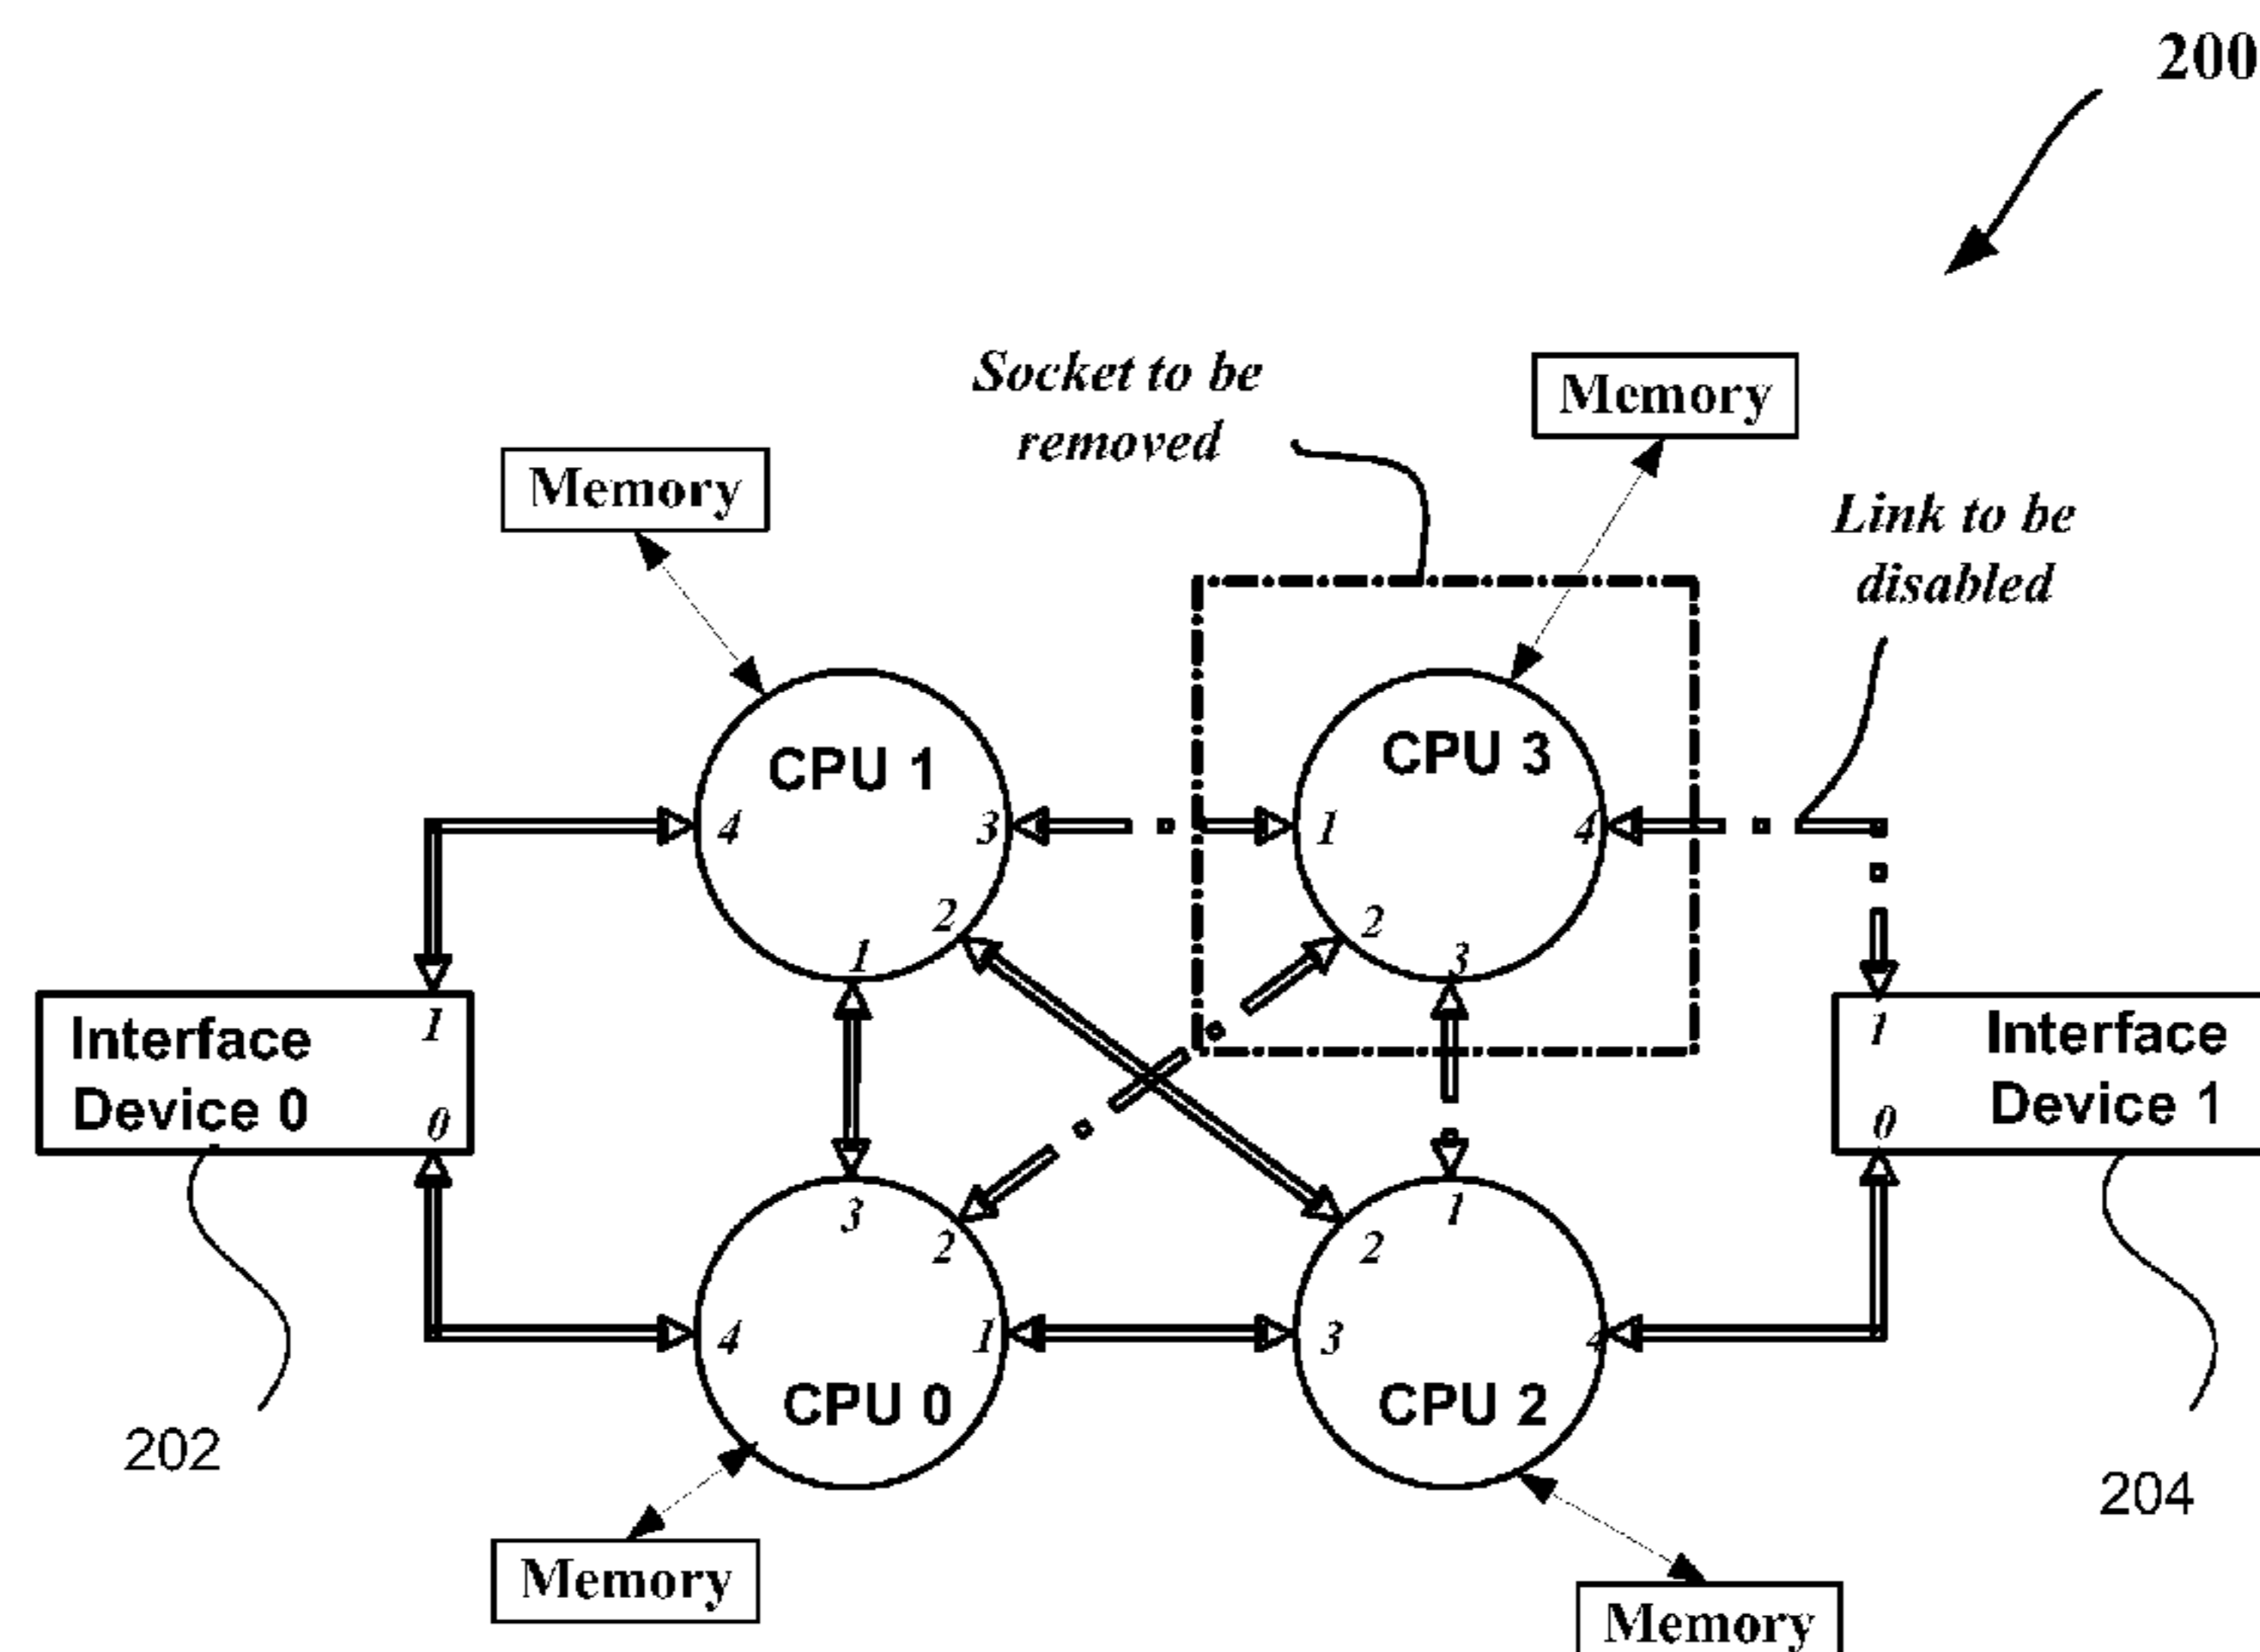 200
Socket to be
removed
Memory
Memory
Link to be
disabled
CPU 1
CPU 3
4
3
1
4
2
2
1
3
Interface
Device 0
1
0
1
0
Interface
Device 1
3
2
2
1
4
1
3
4
CPU 0
CPU 2
202
204
Memory
Memory